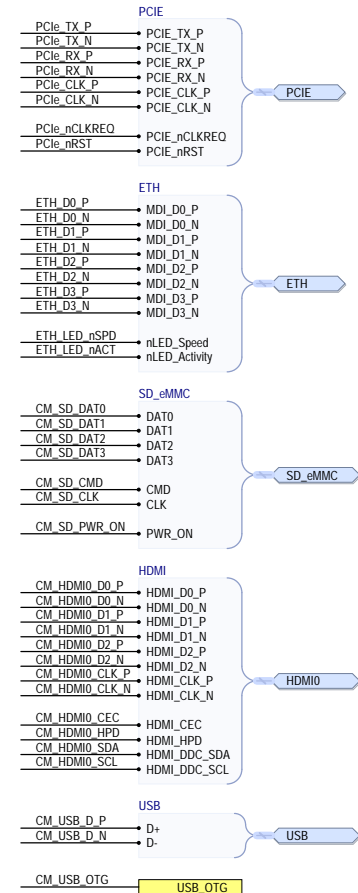 PCIE
PCIe_TX_P PCIE_TX_P
PCIe_TX_N PCIE_TX_N
PCIe_RX_P PCIE_RX_P
PCIe_RX_N PCIE_RX_N
PCIe_CLK_P PCIE_CLK_P PCIE
PCIe_CLK_N PCIE_CLK_N
PCIe_nCLKREQ PCIE_nCLKREQ
PCIe_nRST PCIE_nRST
ETH
ETH_D0_P MDI_D0_P
ETH_D0_N MDI_D0_N
ETH_D1_P MDI_D1_P
ETH_D1_N MDI_D1_N
ETH_D2_P MDI_D2_P
ETH_D2_N MDI_D2_N ETH
ETH_D3_P MDI_D3_P
ETH_D3_N MDI_D3_N
ETH_LED_nSPD nLED_Speed
ETH_LED_nACT nLED_Activity
SD_eMMC
CM_SD_DAT0 DAT0
CM_SD_DAT1 DAT1
CM_SD_DAT2 DAT2
CM_SD_DAT3 DAT3
SD_eMMC
CM_SD_CMD CMD
CM_SD_CLK CLK
CM_SD_PWR_ON PWR_ON
HDMI
CM_HDMI0_D0_P HDMI_D0_P
CM_HDMI0_D0_N HDMI_D0_N
CM_HDMI0_D1_P HDMI_D1_P
CM_HDMI0_D1_N HDMI_D1_N
CM_HDMI0_D2_P HDMI_D2_P
CM_HDMI0_D2_N HDMI_D2_N
CM_HDMI0_CLK_P HDMI_CLK_P HDMI0
CM_HDMI0_CLK_N HDMI_CLK_N
CM_HDMI0_CEC HDMI_CEC
CM_HDMI0_HPD HDMI_HPD
CM_HDMI0_SDA HDMI_DDC_SDA
CM_HDMI0_SCL HDMI_DDC_SCL
USB
CM_USB_D_P D+
CM_USB_D_N D- USB
CM_USB_OTG USB_OTG